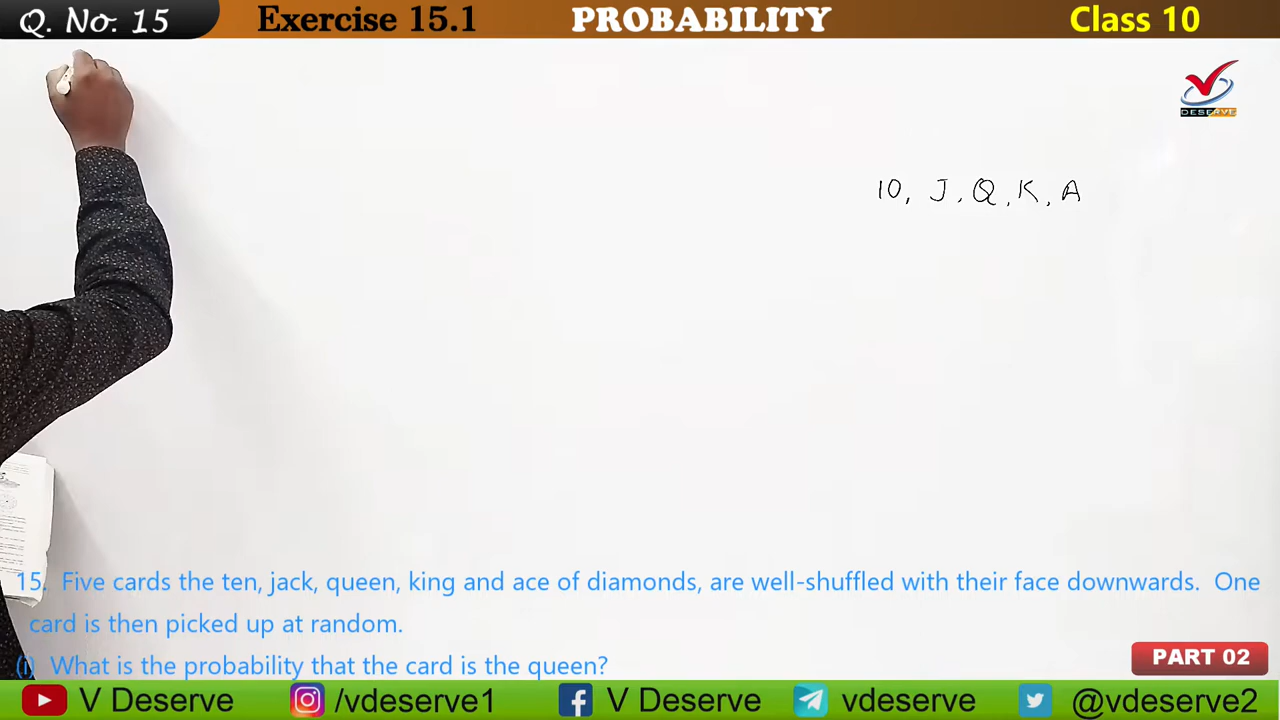 Q. No. 15 Exercise 15.1 PROBABILITY Class 10
DESERVE
10, J, Q, K, A
15. Five cards the ten, jack, queen, king and ace of diamonds, are well-shuffled with their face downwards. One
card is then picked up at random.
(i) What is the probability that the card is the queen?
PART 02
V Deserve /vdeserve1 V Deserve vdeserve @vdeserve2